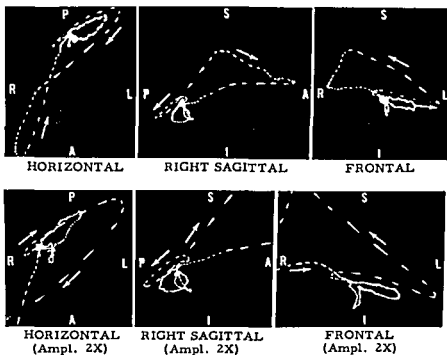 P
R L
A
HORIZONTAL
S
P A
I
RIGHT SAGITTAL
S
R L
I
FRONTAL
P
R L
A
HORIZONTAL
(Ampl. 2X)
S
P A
I
RIGHT SAGITTAL
(Ampl. 2X)
S
R L
I
FRONTAL
(Ampl. 2X)